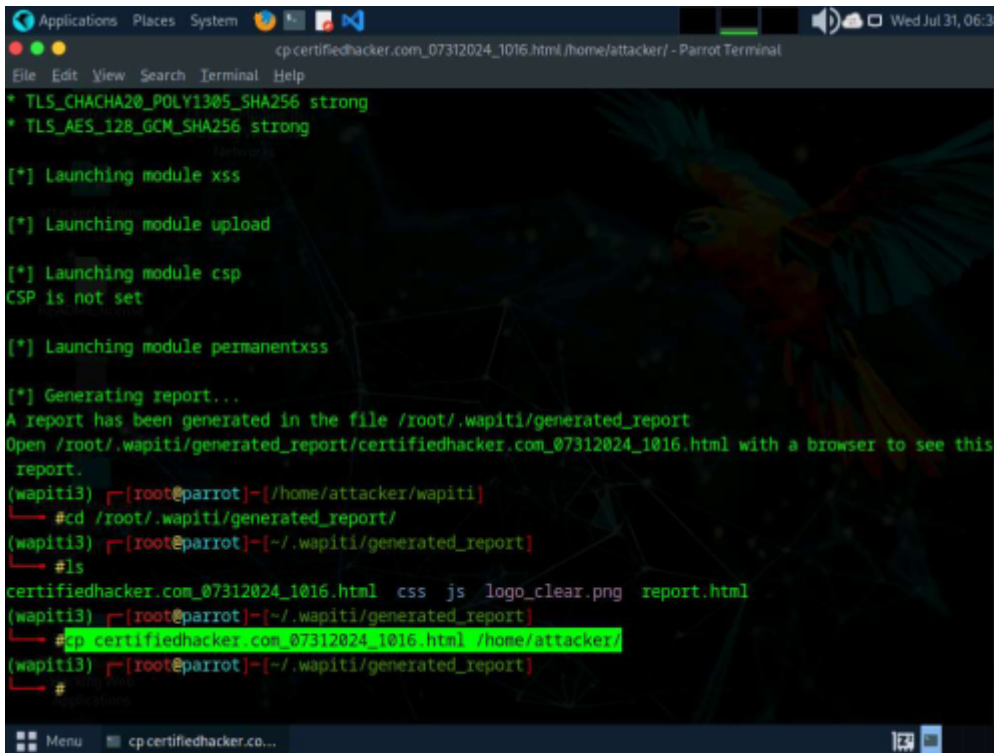 Applications Places System Wed Jul 31, 06:3
cp certifiedhacker.com_07312024_1016.html /home/attacker/ - Parrot Terminal
File Edit View Search Terminal Help
* TLS_CHACHA20_POLY1305_SHA256 strong
* TLS_AES_128_GCM_SHA256 strong
[*] Launching module xss
[*] Launching module upload
[*] Launching module csp
CSP is not set
[*] Launching module permanentxss
[*] Generating report...
A report has been generated in the file /root/.wapiti/generated_report
Open /root/.wapiti/generated_report/certifiedhacker.com_07312024_1016.html with a browser to see this
report.
(wapiti3) ┌─[root@parrot]─[/home/attacker/wapiti]
└──╼ #cd /root/.wapiti/generated_report/
(wapiti3) ┌─[root@parrot]─[~/.wapiti/generated_report]
└──╼ #ls
certifiedhacker.com_07312024_1016.html css js logo_clear.png report.html
(wapiti3) ┌─[root@parrot]─[~/.wapiti/generated_report]
└──╼ #cp certifiedhacker.com_07312024_1016.html /home/attacker/
(wapiti3) ┌─[root@parrot]─[~/.wapiti/generated_report]
└──╼ #
Menu cp certifiedhacker.co...